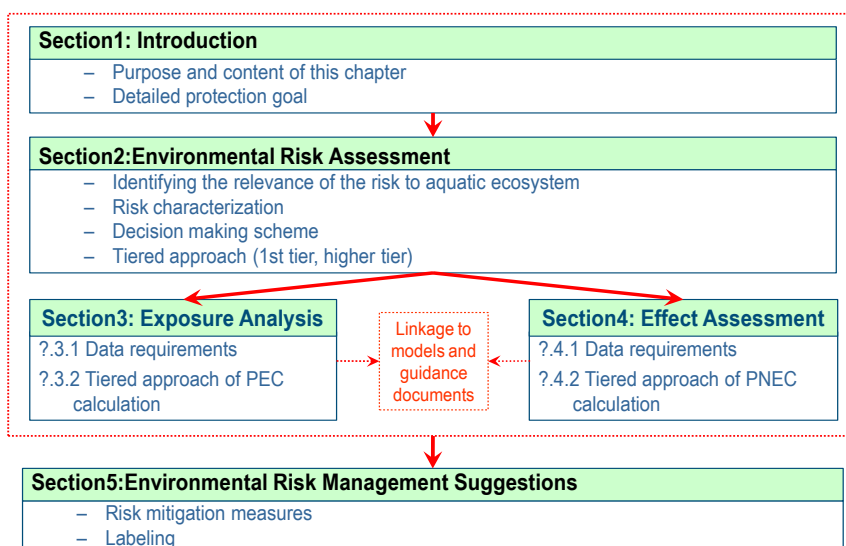 Section1: Introduction
– Purpose and content of this chapter
– Detailed protection goal
Section2:Environmental Risk Assessment
– Identifying the relevance of the risk to aquatic ecosystem
– Risk characterization
– Decision making scheme
– Tiered approach (1st tier, higher tier)
Section3: Exposure Analysis
?.3.1 Data requirements
?.3.2 Tiered approach of PEC
calculation
Linkage to
models and
guidance
documents
Section4: Effect Assessment
?.4.1 Data requirements
?.4.2 Tiered approach of PNEC
calculation
Section5:Environmental Risk Management Suggestions
– Risk mitigation measures
– Labeling